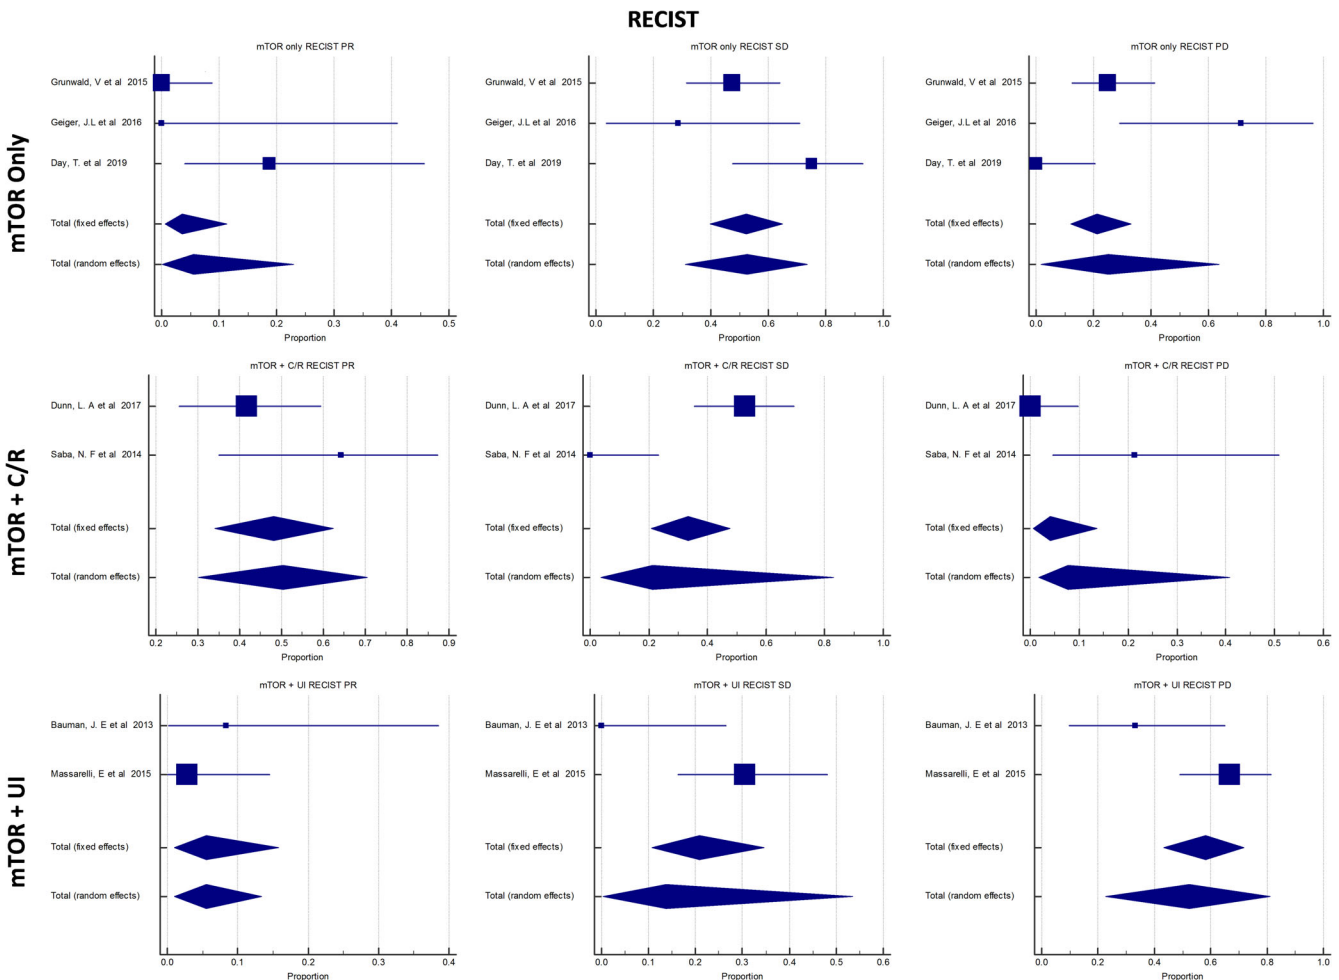 RECIST
mTOR Only
mTOR only RECIST PR
Grunwald, V et al 2015
Geiger, J.L et al 2016
Day, T. et al 2019
Total (fixed effects)
Total (random effects)
0.0 0.1 0.2 0.3 0.4 0.5
Proportion
mTOR only RECIST SD
Grunwald, V et al 2015
Geiger, J.L et al 2016
Day, T. et al 2019
Total (fixed effects)
Total (random effects)
0.0 0.2 0.4 0.6 0.8 1.0
Proportion
mTOR only RECIST PD
Grunwald, V et al 2015
Geiger, J.L et al 2016
Day, T. et al 2019
Total (fixed effects)
Total (random effects)
0.0 0.2 0.4 0.6 0.8 1.0
Proportion
mTOR + C/R
mTOR + C/R RECIST PR
Dunn, L. A et al 2017
Saba, N. F et al 2014
Total (fixed effects)
Total (random effects)
0.2 0.3 0.4 0.5 0.6 0.7 0.8 0.9
Proportion
mTOR + C/R RECIST SD
Dunn, L. A et al 2017
Saba, N. F et al 2014
Total (fixed effects)
Total (random effects)
0.0 0.2 0.4 0.6 0.8 1.0
Proportion
mTOR + C/R RECIST PD
Dunn, L. A et al 2017
Saba, N. F et al 2014
Total (fixed effects)
Total (random effects)
0.0 0.1 0.2 0.3 0.4 0.5 0.6
Proportion
mTOR + UI
mTOR + UI RECIST PR
Bauman, J. E et al 2013
Massarelli, E et al 2015
Total (fixed effects)
Total (random effects)
0.0 0.1 0.2 0.3 0.4
Proportion
mTOR + UI RECIST SD
Bauman, J. E et al 2013
Massarelli, E et al 2015
Total (fixed effects)
Total (random effects)
0.0 0.1 0.2 0.3 0.4 0.5 0.6
Proportion
mTOR + UI RECIST PD
Bauman, J. E et al 2013
Massarelli, E et al 2015
Total (fixed effects)
Total (random effects)
0.0 0.2 0.4 0.6 0.8 1.0
Proportion